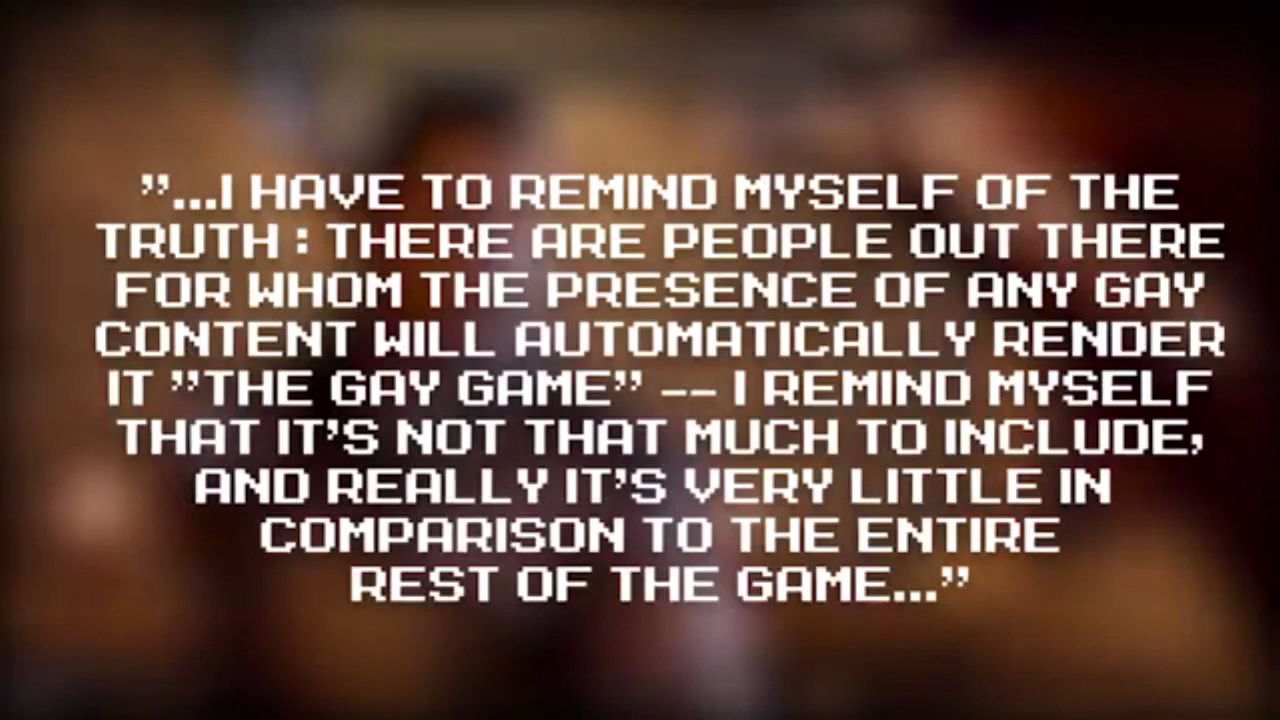 ”...I HAVE TO REMIND MYSELF OF THE
TRUTH : THERE ARE PEOPLE OUT THERE
FOR WHOM THE PRESENCE OF ANY GAY
CONTENT WILL AUTOMATICALLY RENDER
IT ”THE GAY GAME” -- I REMIND MYSELF
THAT IT’S NOT THAT MUCH TO INCLUDE,
AND REALLY IT’S VERY LITTLE IN
COMPARISON TO THE ENTIRE
REST OF THE GAME...”